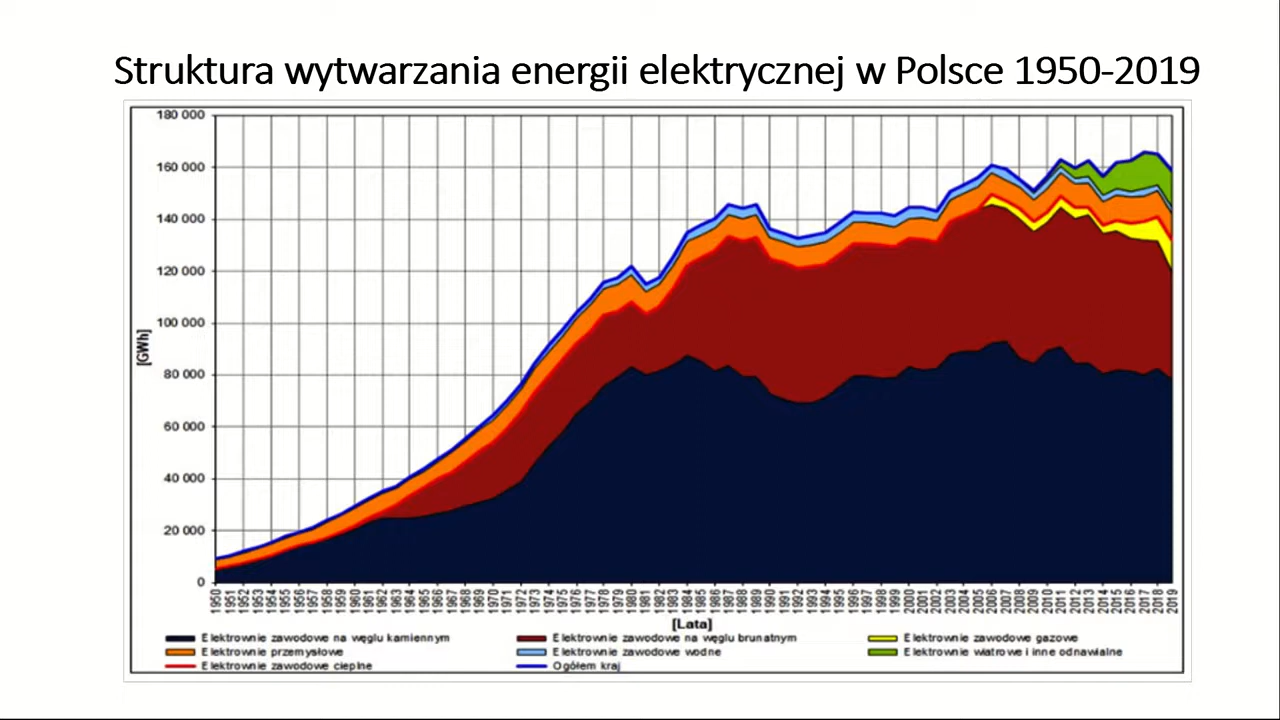 Struktura wytwarzania energii elektrycznej w Polsce 1950-2019
180 000
160 000
140 000
120 000
100 000
80 000
60 000
40 000
20 000
0
[GWh]
1950 1951 1952 1953 1954 1955 1956 1957 1958 1959 1960 1961 1962 1963 1964 1965 1966 1967 1968 1969 1970 1971 1972 1973 1974 1975 1976 1977 1978 1979 1980 1981 1982 1983 1984 1985 1986 1987 1988 1989 1990 1991 1992 1993 1994 1995 1996 1997 1998 1999 2000 2001 2002 2003 2004 2005 2006 2007 2008 2009 2010 2011 2012 2013 2014 2015 2016 2017 2018 2019
[Lata]
Elektrownie zawodowe na węglu kamiennym
Elektrownie zawodowe na węglu brunatnym
Elektrownie zawodowe gazowe
Elektrownie przemysłowe
Elektrownie zawodowe wodne
Elektrownie wiatrowe i inne odnawialne
Elektrownie zawodowe cieplne
Ogółem kraj